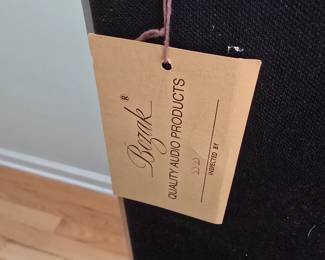 Bozak®
QUALITY AUDIO PRODUCTS
INSPECTED BY